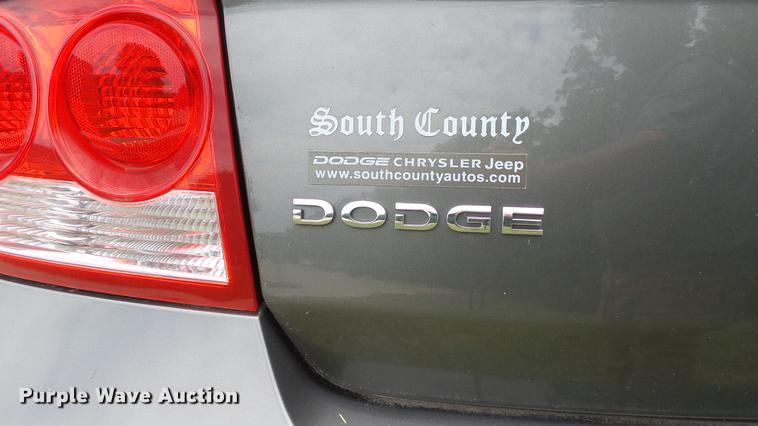 South County
DODGE CHRYSLER Jeep
www.southcountyautos.com
DODGE
Purple Wave Auction